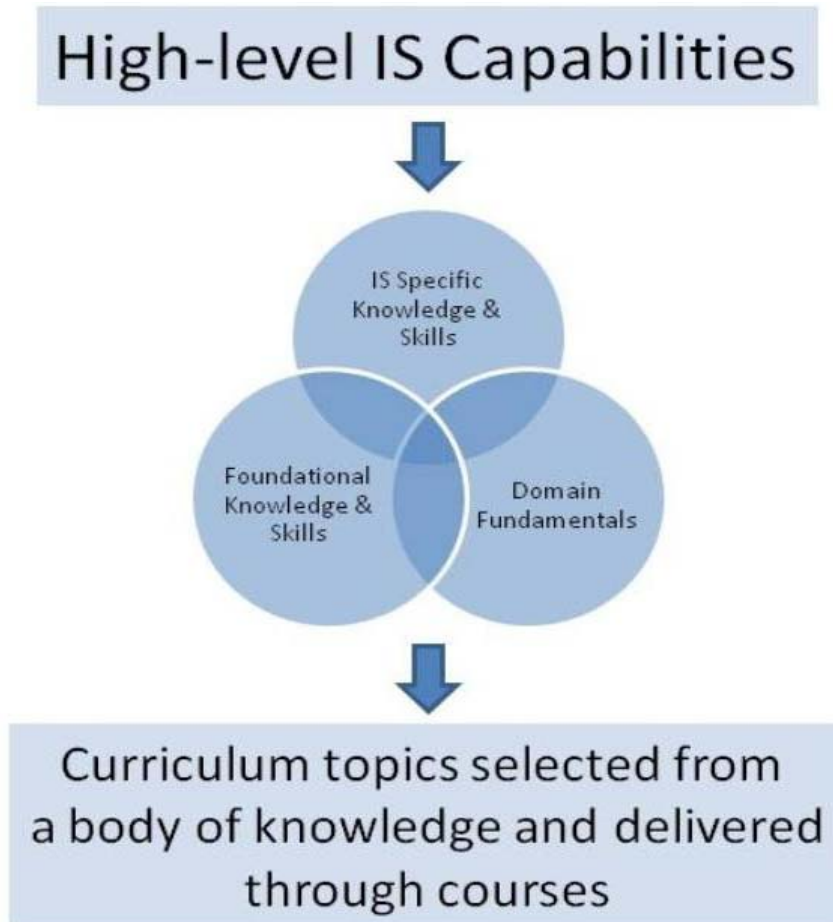 High-level IS Capabilities
IS Specific
Knowledge &
Skills
Foundational
Knowledge &
Skills
Domain
Fundamentals
Curriculum topics selected from
a body of knowledge and delivered
through courses